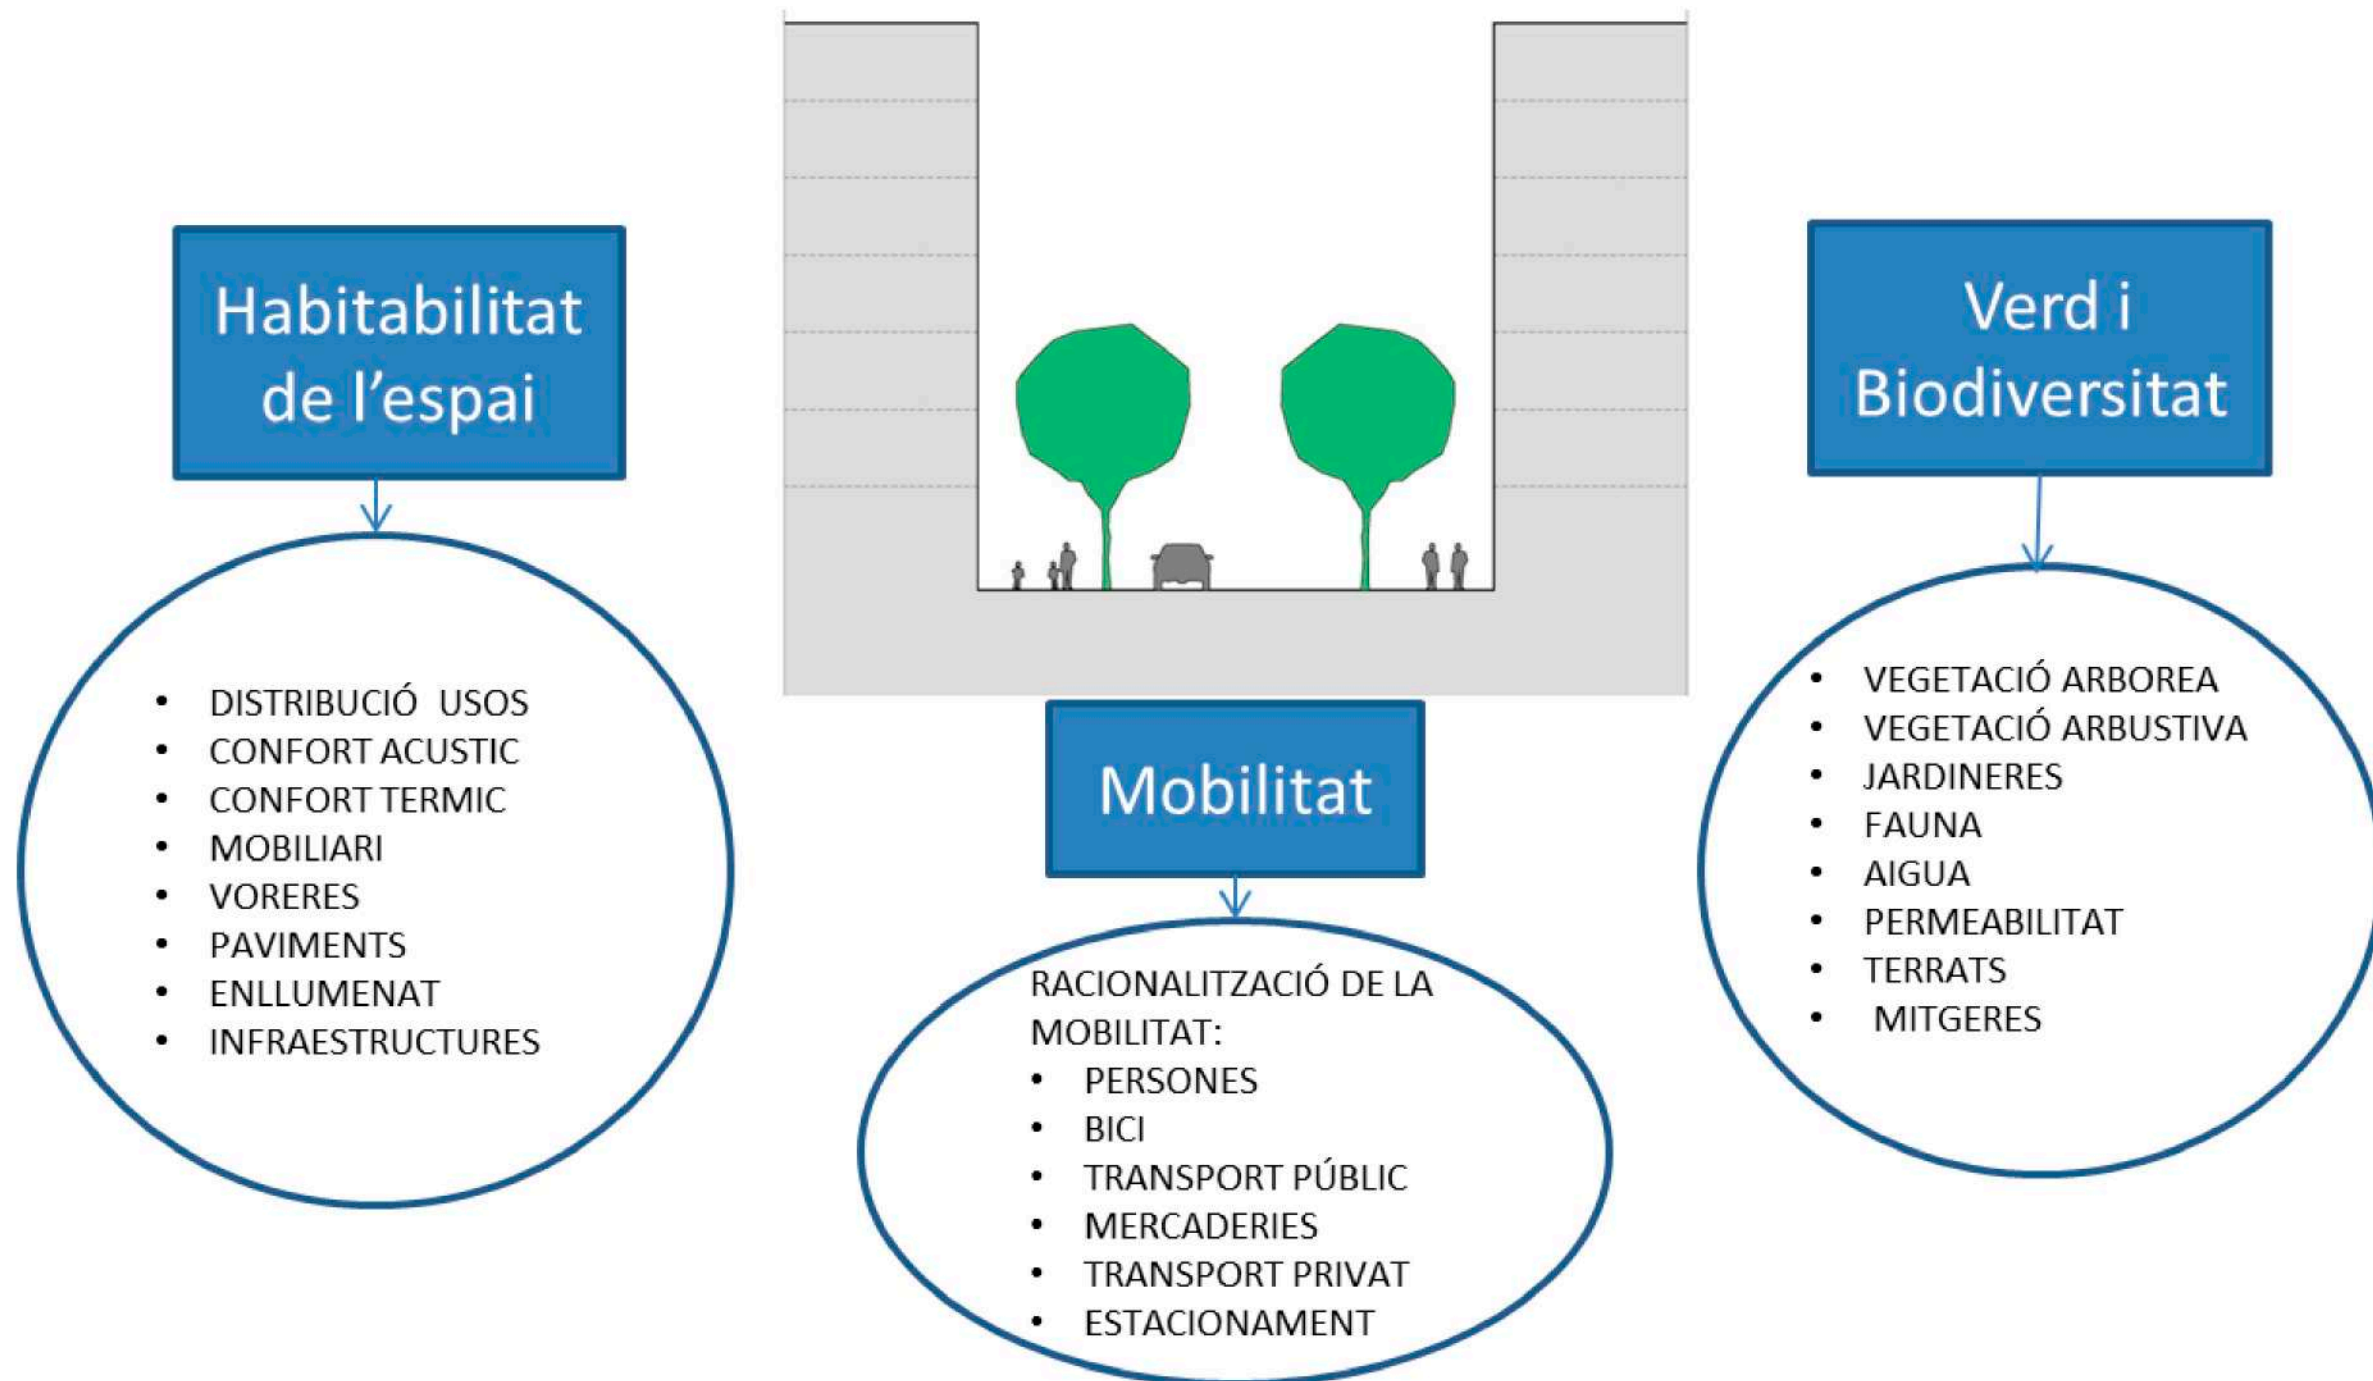 Habitabilitat
de l'espai
• DISTRIBUCIÓ USOS
• CONFORT ACUSTIC
• CONFORT TERMIC
• MOBILIARI
• VORERES
• PAVIMENTS
• ENLLUMENAT
• INFRAESTRUCTURES
Mobilitat
RACIONALITZACIÓ DE LA
MOBILITAT:
• PERSONES
• BICI
• TRANSPORT PÚBLIC
• MERCADERIES
• TRANSPORT PRIVAT
• ESTACIONAMENT
Verd i
Biodiversitat
• VEGETACIÓ ARBOREA
• VEGETACIÓ ARBUSTIVA
• JARDINERES
• FAUNA
• AIGUA
• PERMEABILITAT
• TERRATS
• MITGERES